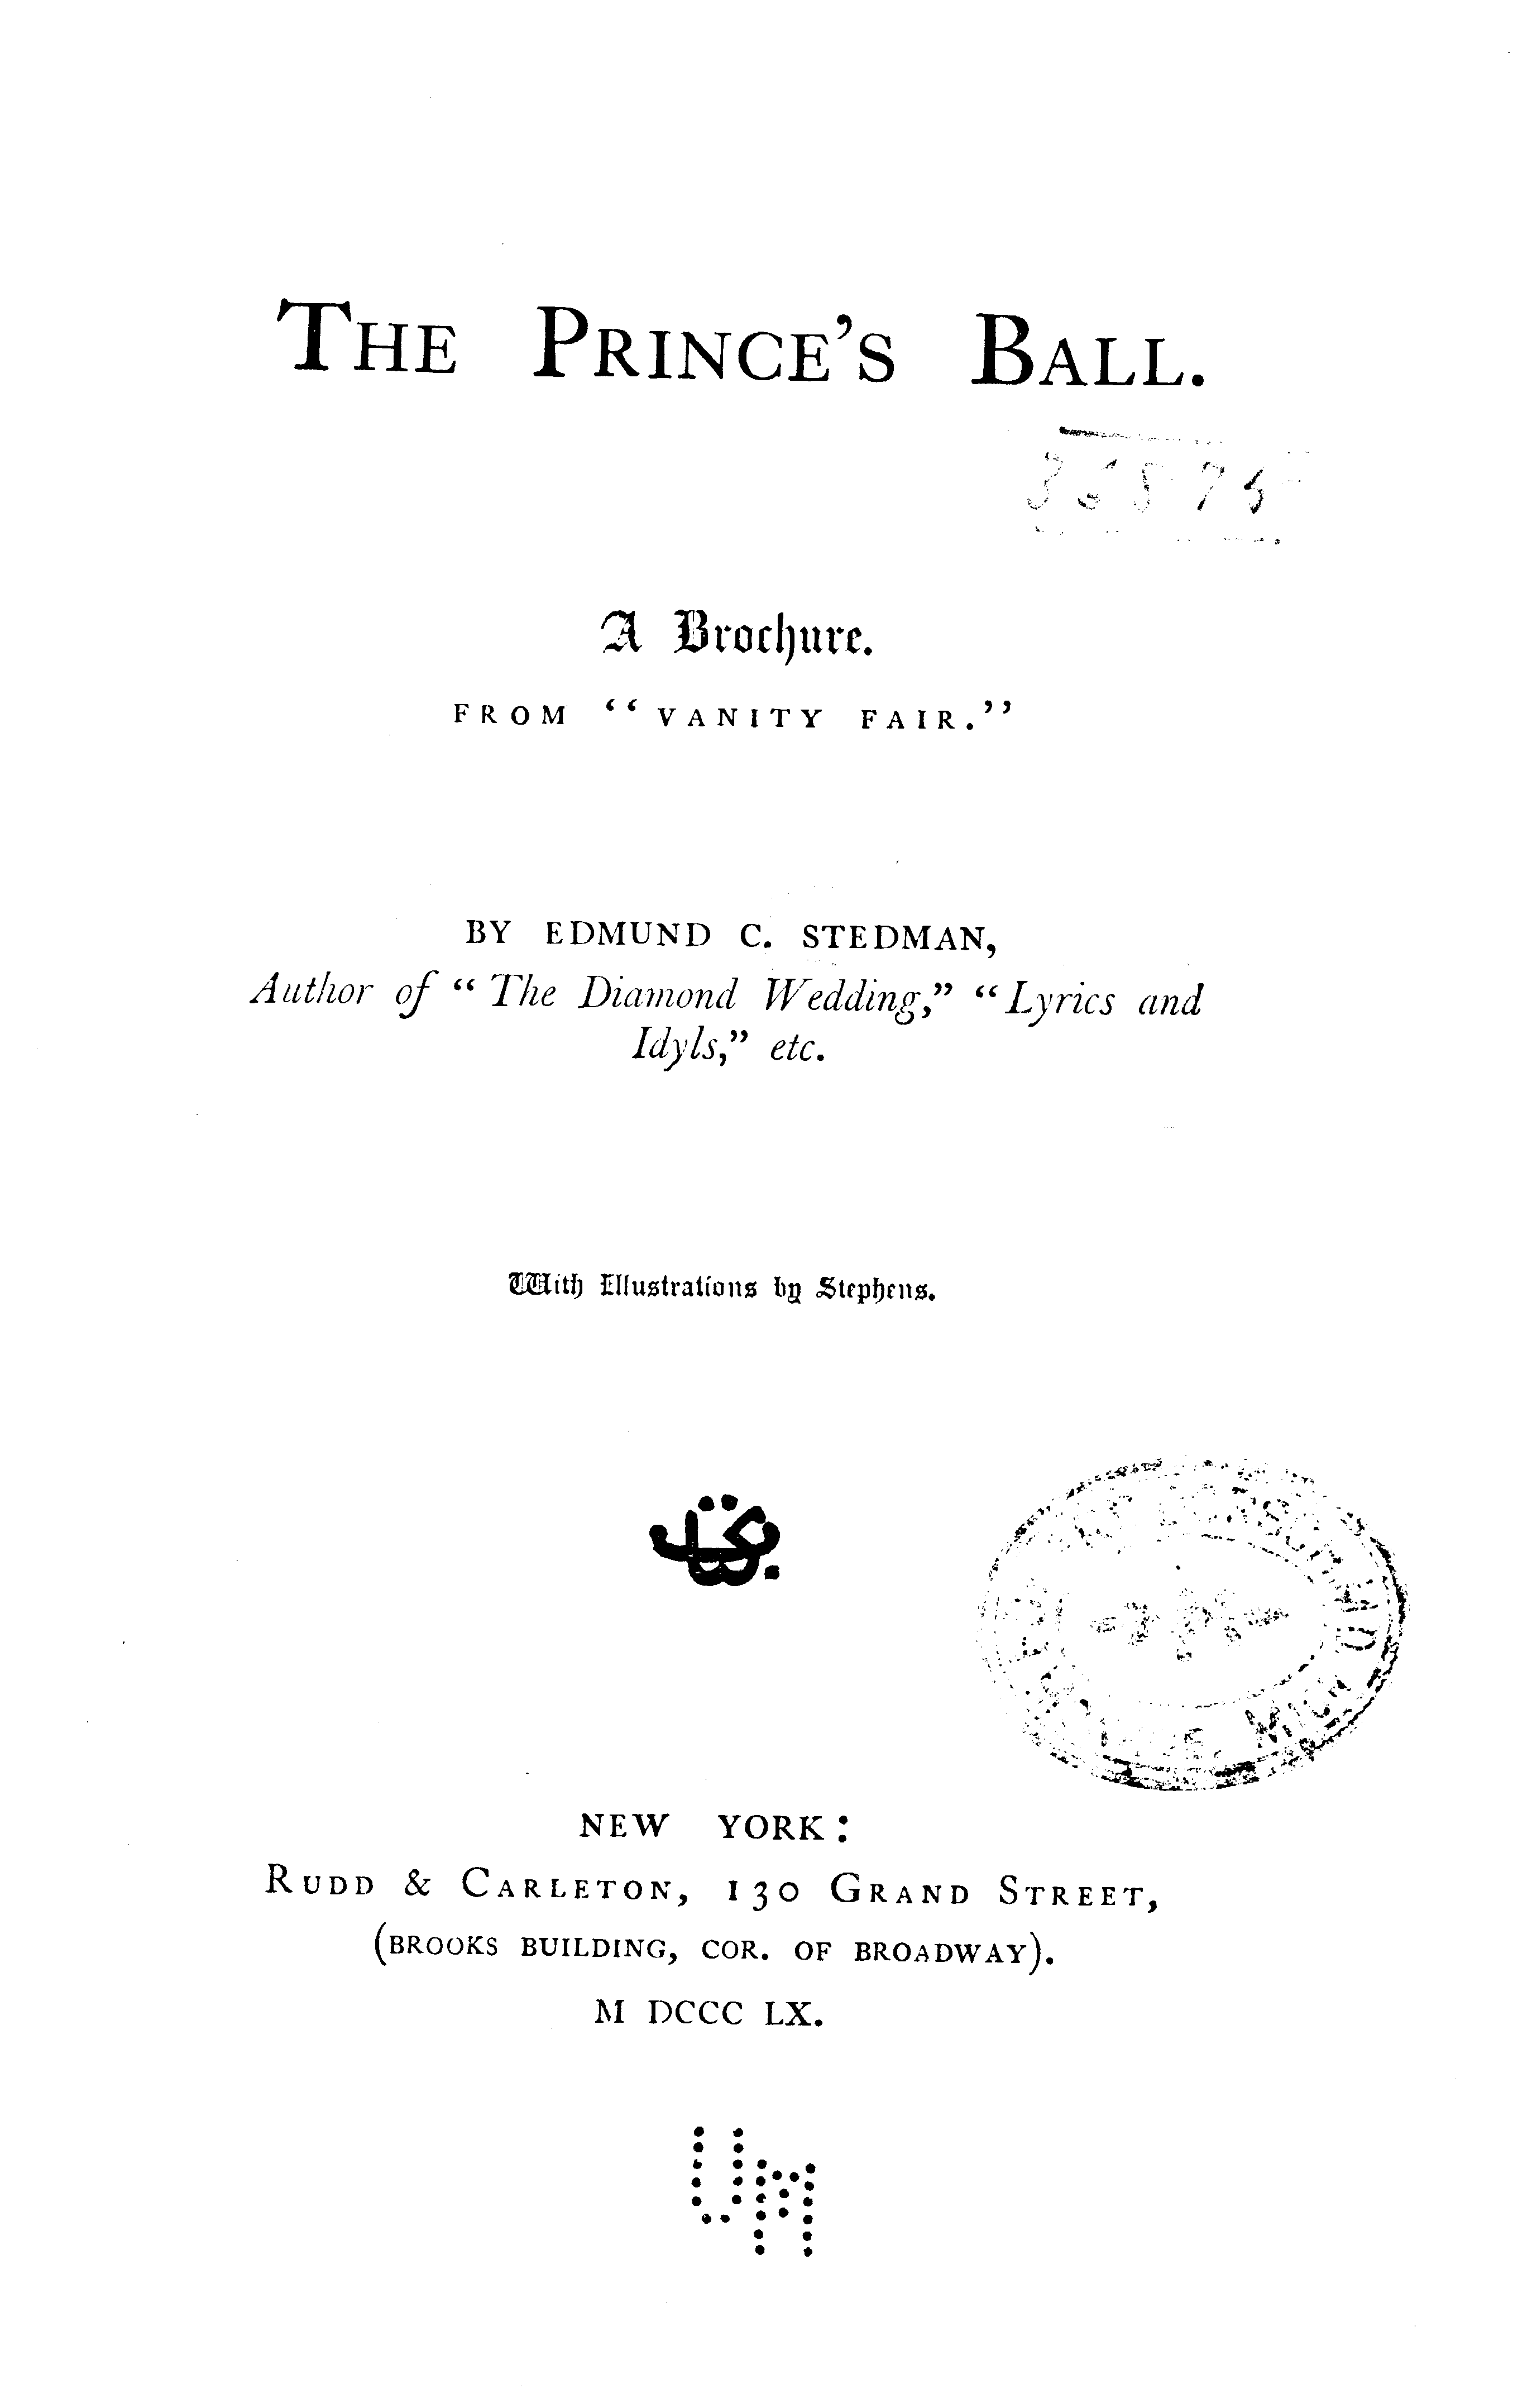 THE PRINCE'S BALL.
A Brochure.
FROM "VANITY FAIR."
BY EDMUND C. STEDMAN,
Author of "The Diamond Wedding," "Lyrics and
Idyls," etc.
With Illustrations by Stephens.
NEW YORK:
RUDD & CARLETON, 130 GRAND STREET,
(BROOKS BUILDING, COR. OF BROADWAY).
M DCCC LX.
UM